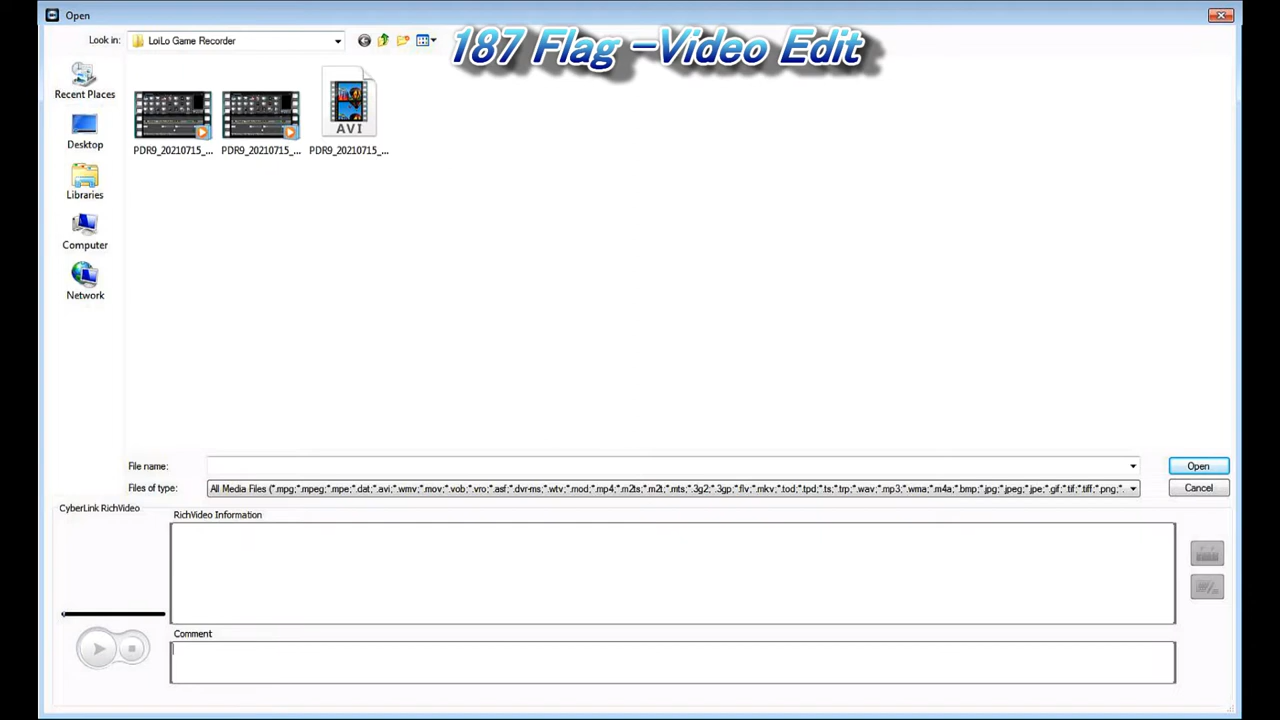 Open
187 Flag -Video Edit
Look in: LoiLo Game Recorder
Recent Places
Desktop
Libraries
Computer
Network
AVI
PDR9_20210715_... PDR9_20210715_... PDR9_20210715_...
File name: Open
Files of type: All Media Files (*.mpg;*.mpeg;*.mpe;*.dat;*.avi;*.wmv;*.mov;*.vob;*.vro;*.asf;*.dvr-ms;*.wtv;*.mod;*.mp4;*.m2ts;*.m2t;*.mts;*.3g2;*.3gp;*.flv;*.mkv;*.tod;*.tpd;*.ts;*.trp;*.wav;*.mp3;*.wma;*.m4a;*.bmp;*.jpg;*.jpeg;*.jpe;*.gif;*.tif;*.tiff;*.png;*. Cancel
CyberLink RichVideo
RichVideo Information
Comment